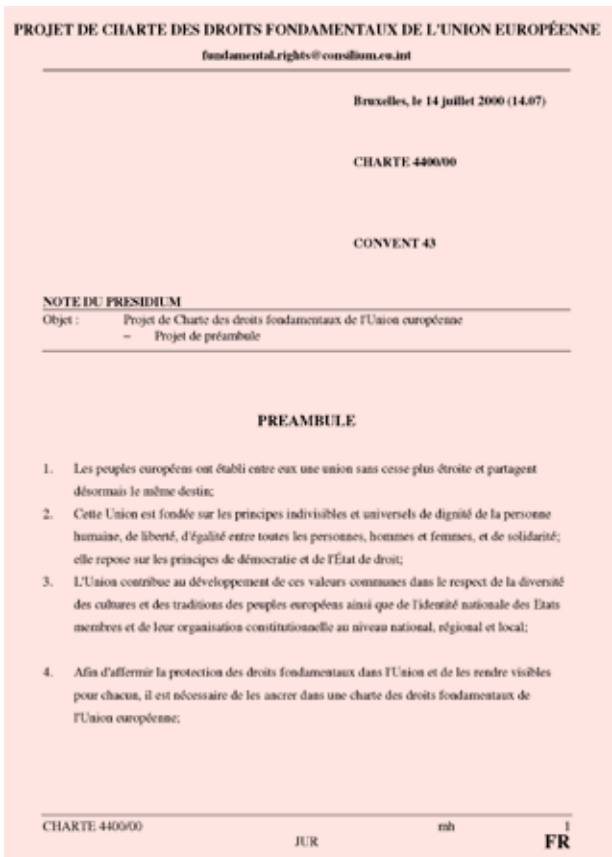 PROJET DE CHARTE DES DROITS FONDAMENTAUX DE L'UNION EUROPÉENNE
fundamental.rights@consilium.eu.int
Bruxelles, le 14 juillet 2000 (14.07)
CHARTE 4400/00
CONVENT 43
NOTE DU PRESIDIUM
Objet : Projet de Charte des droits fondamentaux de l'Union européenne
– Projet de préambule
PREAMBULE
1. Les peuples européens ont établi entre eux une union sans cesse plus étroite et partagent
désormais le même destin;
2. Cette Union est fondée sur les principes indivisibles et universels de dignité de la personne
humaine, de liberté, d'égalité entre toutes les personnes, hommes et femmes, et de solidarité;
elle repose sur les principes de démocratie et de l'État de droit;
3. L'Union contribue au développement de ces valeurs communes dans le respect de la diversité
des cultures et des traditions des peuples européens ainsi que de l'identité nationale des Etats
membres et de leur organisation constitutionnelle au niveau national, régional et local;
4. Afin d'affermir la protection des droits fondamentaux dans l'Union et de les rendre visibles
pour chacun, il est nécessaire de les ancrer dans une charte des droits fondamentaux de
l'Union européenne;
CHARTE 4400/00 mh 1
JUR FR